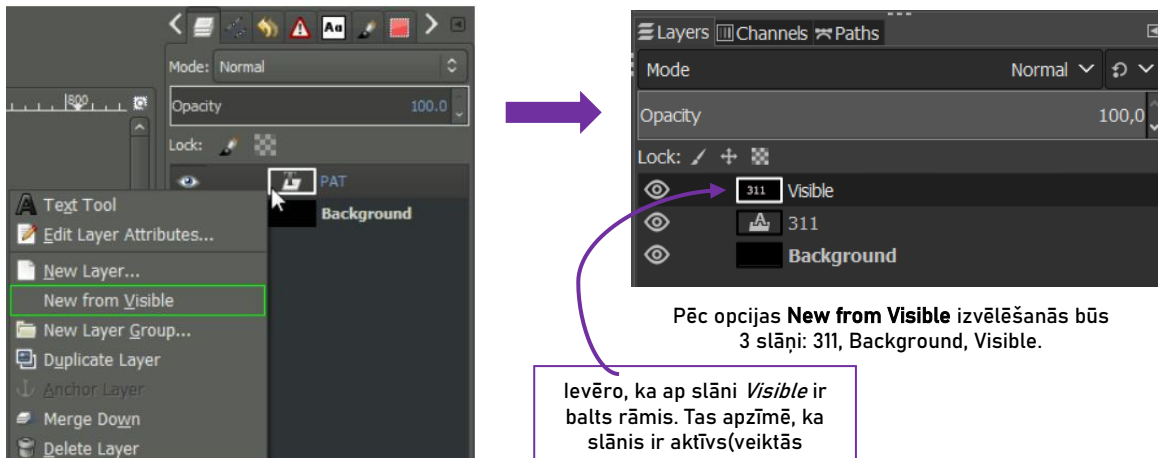 Mode: Normal
Opacity 100.0
Lock:
800
PAT
Background
Text Tool
Edit Layer Attributes...
New Layer...
New from Visible
New Layer Group...
Duplicate Layer
Anchor Layer
Merge Down
Delete Layer
Layers Channels Paths
Mode Normal
Opacity 100,0
Lock:
311 Visible
311
Background
Pēc opcijas New from Visible izvēlēšanās būs
3 slāņi: 311, Background, Visible.
Ievēro, ka ap slāni Visible ir
balts rāmis. Tas apzīmē, ka
slānis ir aktīvs(veiktās